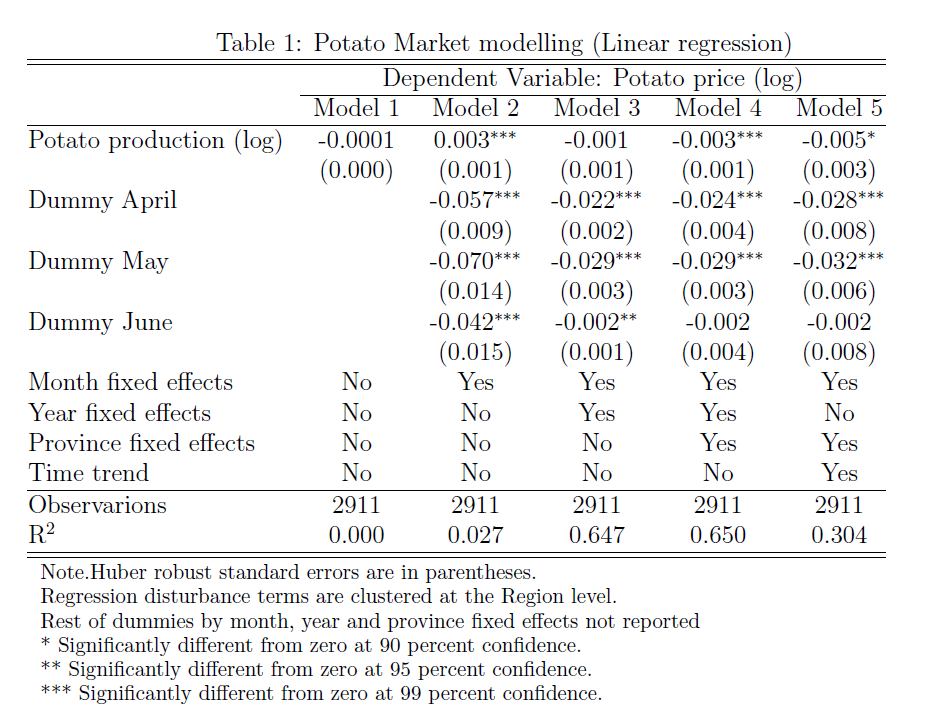 Table 1: Potato Market modelling (Linear regression)
Dependent Variable: Potato price (log)
Model 1 Model 2 Model 3 Model 4 Model 5
Potato production (log) -0.0001 0.003*** -0.001 -0.003*** -0.005*
(0.000) (0.001) (0.001) (0.001) (0.003)
Dummy April -0.057*** -0.022*** -0.024*** -0.028***
(0.009) (0.002) (0.004) (0.008)
Dummy May -0.070*** -0.029*** -0.029*** -0.032***
(0.014) (0.003) (0.003) (0.006)
Dummy June -0.042*** -0.002** -0.002 -0.002
(0.015) (0.001) (0.004) (0.008)
Month fixed effects No Yes Yes Yes Yes
Year fixed effects No No Yes Yes No
Province fixed effects No No No Yes Yes
Time trend No No No No Yes
Observarions 2911 2911 2911 2911 2911
R² 0.000 0.027 0.647 0.650 0.304
Note.Huber robust standard errors are in parentheses.
Regression disturbance terms are clustered at the Region level.
Rest of dummies by month, year and province fixed effects not reported
* Significantly different from zero at 90 percent confidence.
** Significantly different from zero at 95 percent confidence.
*** Significantly different from zero at 99 percent confidence.